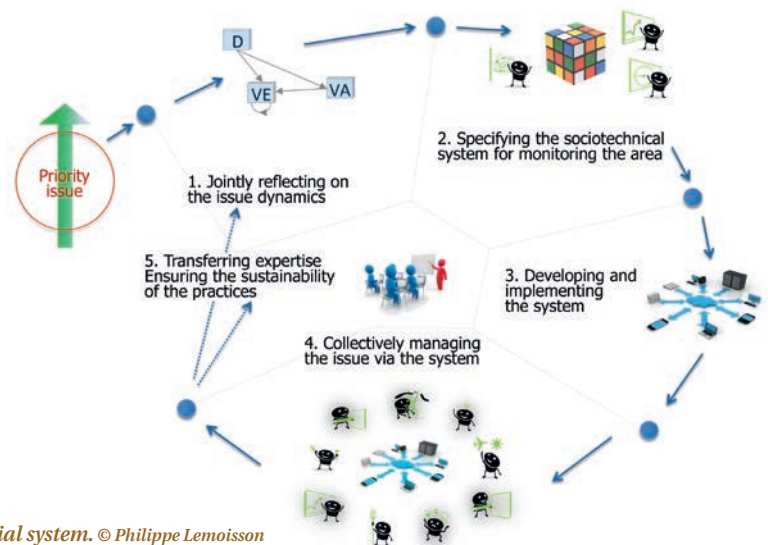 Priority
issue
D
VE
VA
1. Jointly reflecting on
the issue dynamics
2. Specifying the sociotechnical
system for monitoring the area
3. Developing and
implementing
the system
4. Collectively managing
the issue via the system
5. Transferring expertise
Ensuring the sustainability
of the practices
ial system. © Philippe Lemoisson